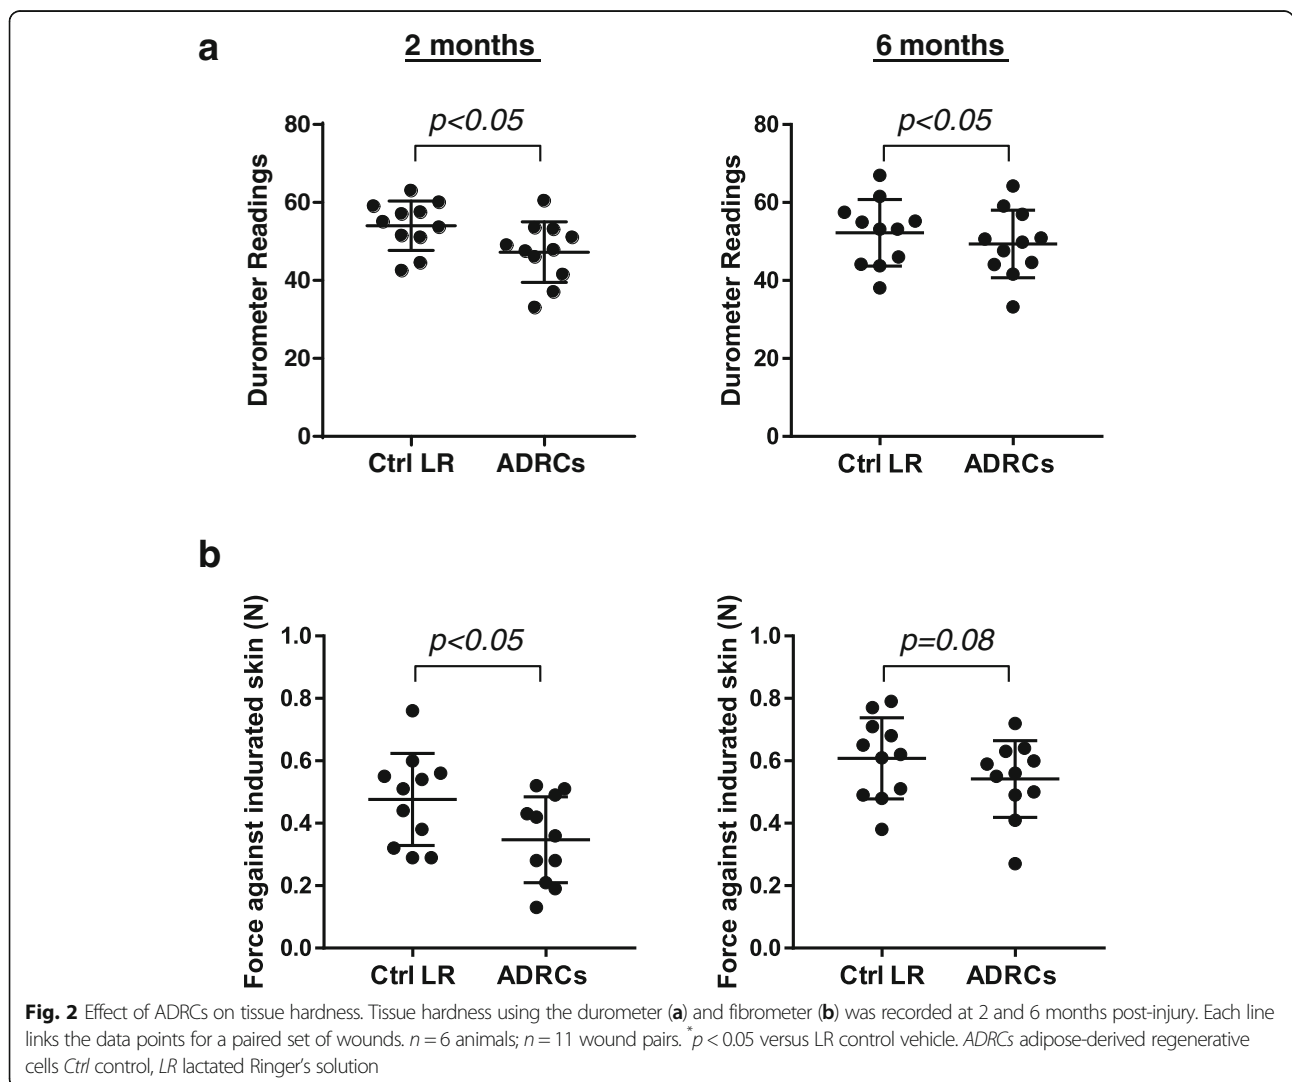 a
2 months
6 months
p<0.05
p<0.05
Durometer Readings
80
60
40
20
0
Ctrl LR
ADRCs
Durometer Readings
80
60
40
20
0
Ctrl LR
ADRCs
b
p<0.05
p=0.08
Force against indurated skin (N)
1.0
0.8
0.6
0.4
0.2
0.0
Ctrl LR
ADRCs
Force against indurated skin (N)
1.0
0.8
0.6
0.4
0.2
0.0
Ctrl LR
ADRCs
Fig. 2 Effect of ADRCs on tissue hardness. Tissue hardness using the durometer (a) and fibrometer (b) was recorded at 2 and 6 months post-injury. Each line
links the data points for a paired set of wounds. n = 6 animals; n = 11 wound pairs. *p < 0.05 versus LR control vehicle. ADRCs adipose-derived regenerative
cells Ctrl control, LR lactated Ringer's solution